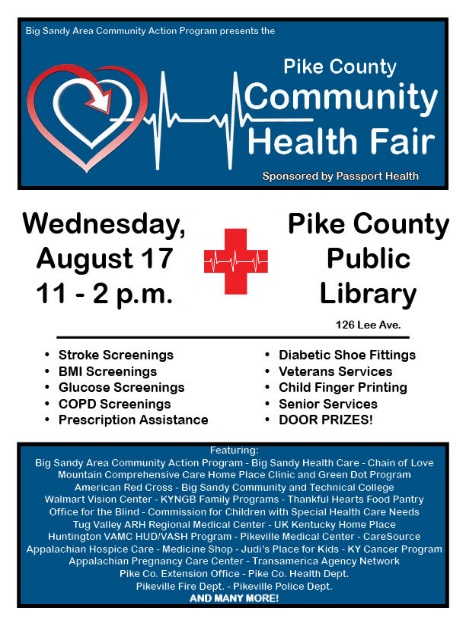 Big Sandy Area Community Action Program presents the
Pike County
Community
Health Fair
Sponsored by Passport Health
Wednesday,
August 17
11 - 2 p.m.
Pike County
Public
Library
126 Lee Ave.
• Stroke Screenings
• BMI Screenings
• Glucose Screenings
• COPD Screenings
• Prescription Assistance
• Diabetic Shoe Fittings
• Veterans Services
• Child Finger Printing
• Senior Services
• DOOR PRIZES!
Featuring:
Big Sandy Area Community Action Program - Big Sandy Health Care - Chain of Love
Mountain Comprehensive Care Home Place Clinic and Green Dot Program
American Red Cross - Big Sandy Community and Technical College
Walmart Vision Center - KYNGB Family Programs - Thankful Hearts Food Pantry
Office for the Blind - Commission for Children with Special Health Care Needs
Tug Valley ARH Regional Medical Center - UK Kentucky Home Place
Huntington VAMC HUD/VASH Program - Pikeville Medical Center - CareSource
Appalachian Hospice Care - Medicine Shop - Judi's Place for Kids - KY Cancer Program
Appalachian Pregnancy Care Center - Transamerica Agency Network
Pike Co. Extension Office - Pike Co. Health Dept.
Pikeville Fire Dept. - Pikeville Police Dept.
AND MANY MORE!